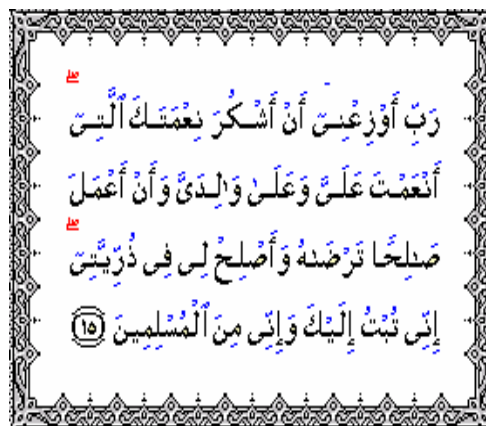 رَبِّ أَوْزِعْنِىٓ أَنْ أَشْكُرَ نِعْمَتَكَ ٱلَّتِىٓ
أَنْعَمْتَ عَلَىَّ وَعَلَىٰ وَٰلِدَىَّ وَأَنْ أَعْمَلَ
صَـٰلِحًا تَرْضَىٰهُ وَأَصْلِحْ لِى فِى ذُرِّيَّتِىٓ
إِنِّى تُبْتُ إِلَيْكَ وَإِنِّى مِنَ ٱلْمُسْلِمِينَ ١٥